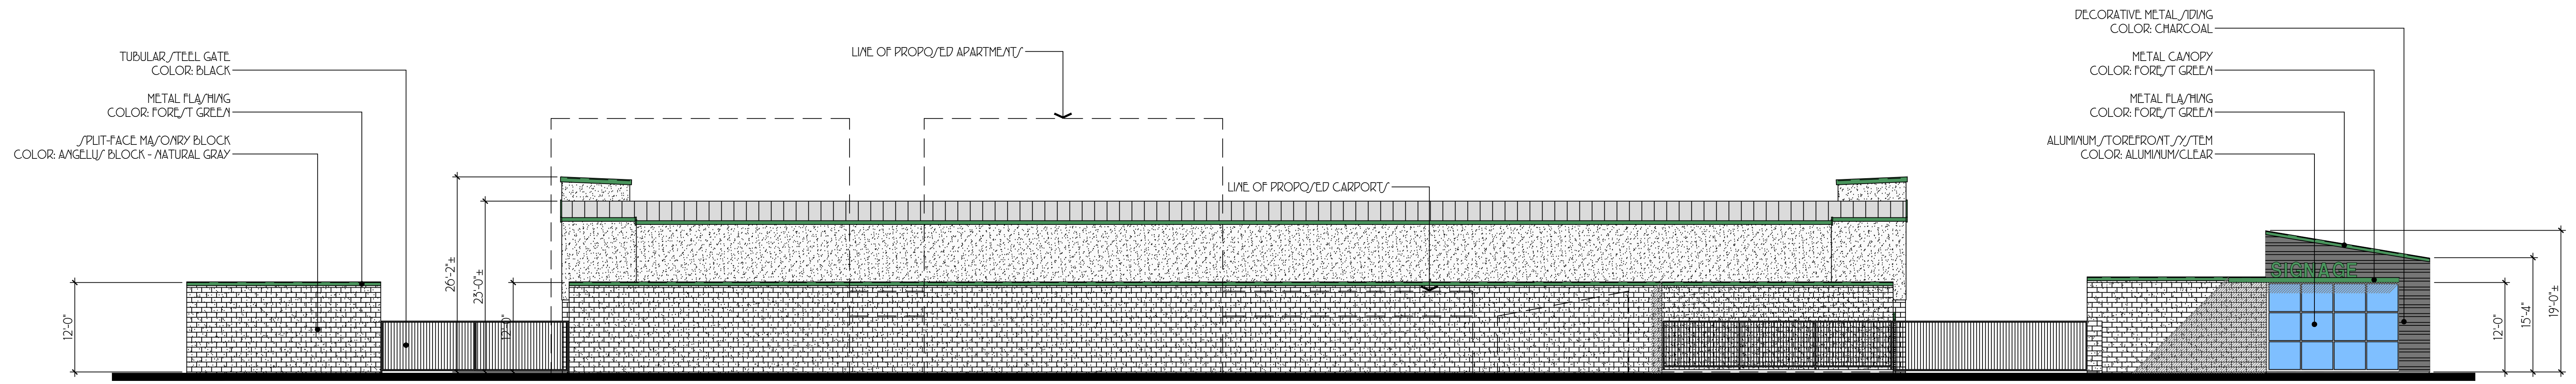 TUBULAR STEEL GATE
COLOR: BLACK
METAL FLASHING
COLOR: FOREST GREEN
SPLIT-FACE MASONRY BLOCK
COLOR: ANGELUS BLOCK - NATURAL GRAY
LINE OF PROPOSED APARTMENTS
LINE OF PROPOSED CARPORTS
DECORATIVE METAL SIDING
COLOR: CHARCOAL
METAL CANOPY
COLOR: FOREST GREEN
METAL FLASHING
COLOR: FOREST GREEN
ALUMINUM STOREFRONT SYSTEM
COLOR: ALUMINUM/CLEAR
SIGNAGE
12'-0"
26'-2"±
23'-0"±
12'-0"
12'-0"
15'-4"
19'-0"±